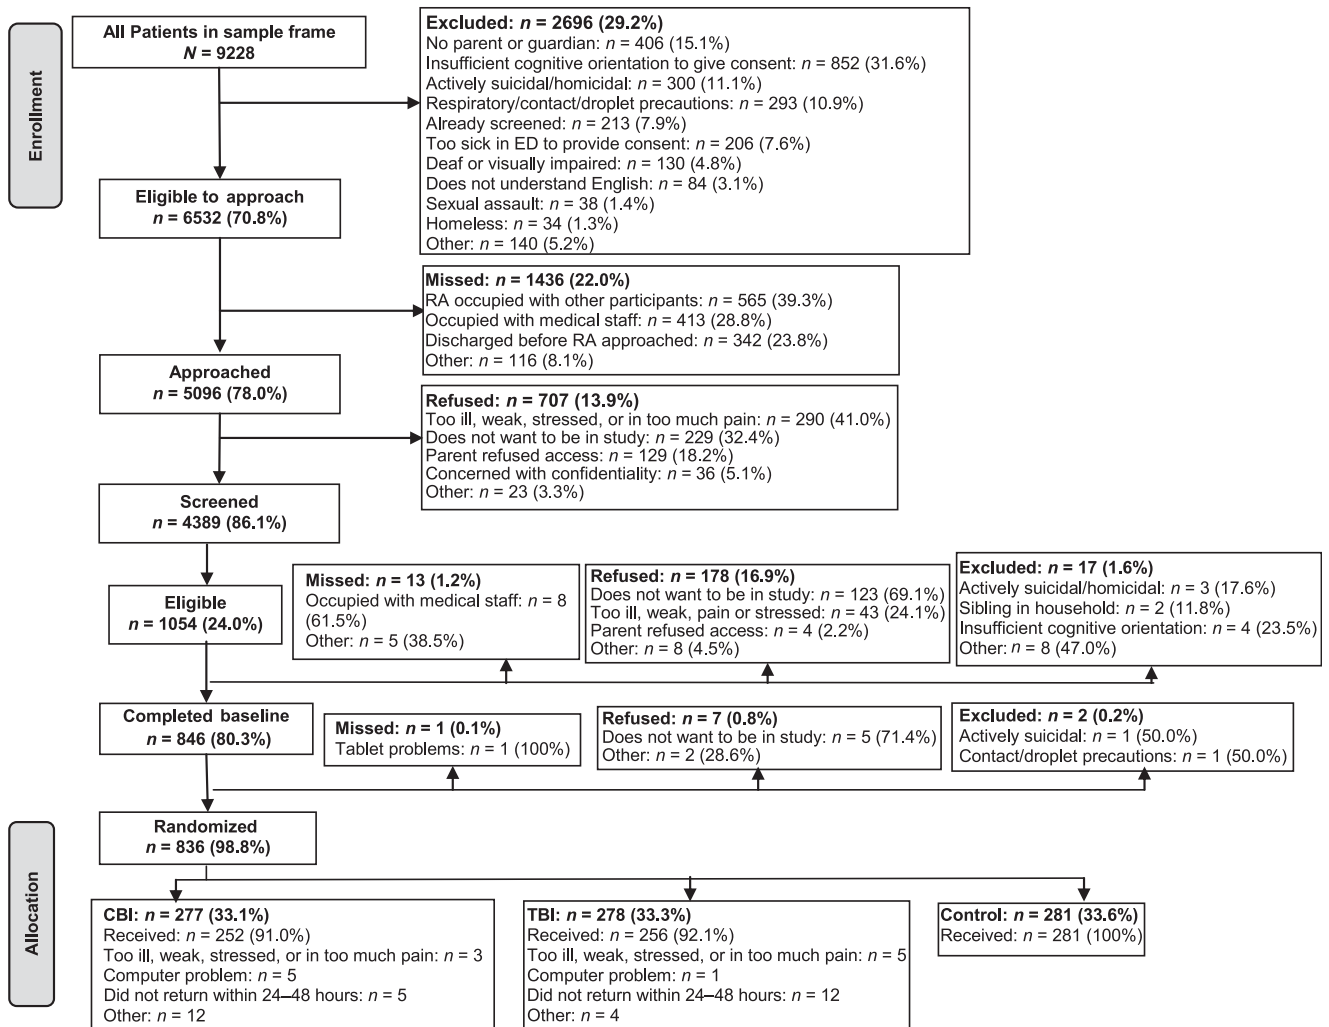 Enrollment
All Patients in sample frame
N = 9228
Excluded: n = 2696 (29.2%)
No parent or guardian: n = 406 (15.1%)
Insufficient cognitive orientation to give consent: n = 852 (31.6%)
Actively suicidal/homicidal: n = 300 (11.1%)
Respiratory/contact/droplet precautions: n = 293 (10.9%)
Already screened: n = 213 (7.9%)
Too sick in ED to provide consent: n = 206 (7.6%)
Deaf or visually impaired: n = 130 (4.8%)
Does not understand English: n = 84 (3.1%)
Sexual assault: n = 38 (1.4%)
Homeless: n = 34 (1.3%)
Other: n = 140 (5.2%)
Eligible to approach
n = 6532 (70.8%)
Missed: n = 1436 (22.0%)
RA occupied with other participants: n = 565 (39.3%)
Occupied with medical staff: n = 413 (28.8%)
Discharged before RA approached: n = 342 (23.8%)
Other: n = 116 (8.1%)
Approached
n = 5096 (78.0%)
Refused: n = 707 (13.9%)
Too ill, weak, stressed, or in too much pain: n = 290 (41.0%)
Does not want to be in study: n = 229 (32.4%)
Parent refused access: n = 129 (18.2%)
Concerned with confidentiality: n = 36 (5.1%)
Other: n = 23 (3.3%)
Screened
n = 4389 (86.1%)
Eligible
n = 1054 (24.0%)
Missed: n = 13 (1.2%)
Occupied with medical staff: n = 8
(61.5%)
Other: n = 5 (38.5%)
Refused: n = 178 (16.9%)
Does not want to be in study: n = 123 (69.1%)
Too ill, weak, pain or stressed: n = 43 (24.1%)
Parent refused access: n = 4 (2.2%)
Other: n = 8 (4.5%)
Excluded: n = 17 (1.6%)
Actively suicidal/homicidal: n = 3 (17.6%)
Sibling in household: n = 2 (11.8%)
Insufficient cognitive orientation: n = 4 (23.5%)
Other: n = 8 (47.0%)
Completed baseline
n = 846 (80.3%)
Missed: n = 1 (0.1%)
Tablet problems: n = 1 (100%)
Refused: n = 7 (0.8%)
Does not want to be in study: n = 5 (71.4%)
Other: n = 2 (28.6%)
Excluded: n = 2 (0.2%)
Actively suicidal: n = 1 (50.0%)
Contact/droplet precautions: n = 1 (50.0%)
Allocation
Randomized
n = 836 (98.8%)
CBI: n = 277 (33.1%)
Received: n = 252 (91.0%)
Too ill, weak, stressed, or in too much pain: n = 3
Computer problem: n = 5
Did not return within 24–48 hours: n = 5
Other: n = 12
TBI: n = 278 (33.3%)
Received: n = 256 (92.1%)
Too ill, weak, stressed, or in too much pain: n = 5
Computer problem: n = 1
Did not return within 24–48 hours: n = 12
Other: n = 4
Control: n = 281 (33.6%)
Received: n = 281 (100%)